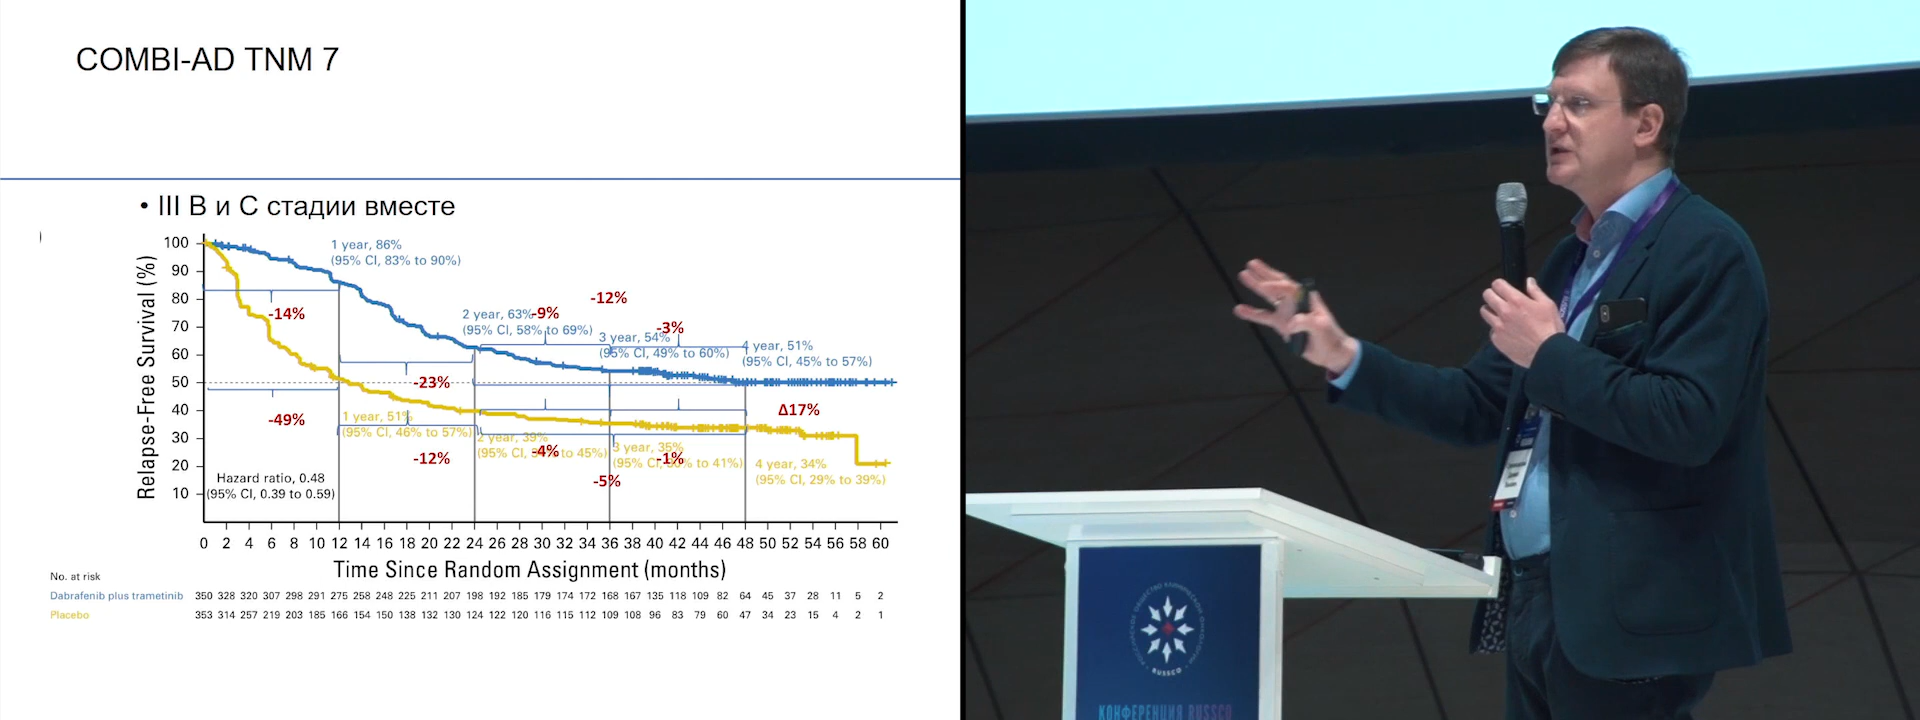 COMBI-AD TNM 7
• III В и С стадии вместе
Relapse-Free Survival (%)
100
90
80
70
60
50
40
30
20
10
1 year, 86%
(95% CI, 83% to 90%)
2 year, 63%
(95% CI, 58% to 69%)
3 year, 54%
(95% CI, 49% to 60%)
4 year, 51%
(95% CI, 45% to 57%)
-14%
-23%
-9%
-12%
-3%
Δ17%
1 year, 51%
(95% CI, 46% to 57%)
2 year, 39%
(95% CI, to 45%)
3 year, 35%
(95% CI, to 41%)
4 year, 34%
(95% CI, 29% to 39%)
-49%
-12%
-4%
-5%
-1%
Hazard ratio, 0.48
(95% CI, 0.39 to 0.59)
0 2 4 6 8 10 12 14 16 18 20 22 24 26 28 30 32 34 36 38 40 42 44 46 48 50 52 54 56 58 60
Time Since Random Assignment (months)
No. at risk
Dabrafenib plus trametinib 350 328 320 307 298 291 275 258 248 225 211 207 198 192 185 179 174 172 168 167 135 118 109 82 64 45 37 28 11 5 2
Placebo 353 314 257 219 203 185 166 154 150 138 132 130 124 122 120 116 115 112 109 108 96 83 79 60 47 34 23 15 4 2 1
РОССИЙСКОЕ ОБЩЕСТВО КЛИНИЧЕСКОЙ ОНКОЛОГИИ
RUSSCO
КОНФЕРЕНЦИЯ RUSSCO